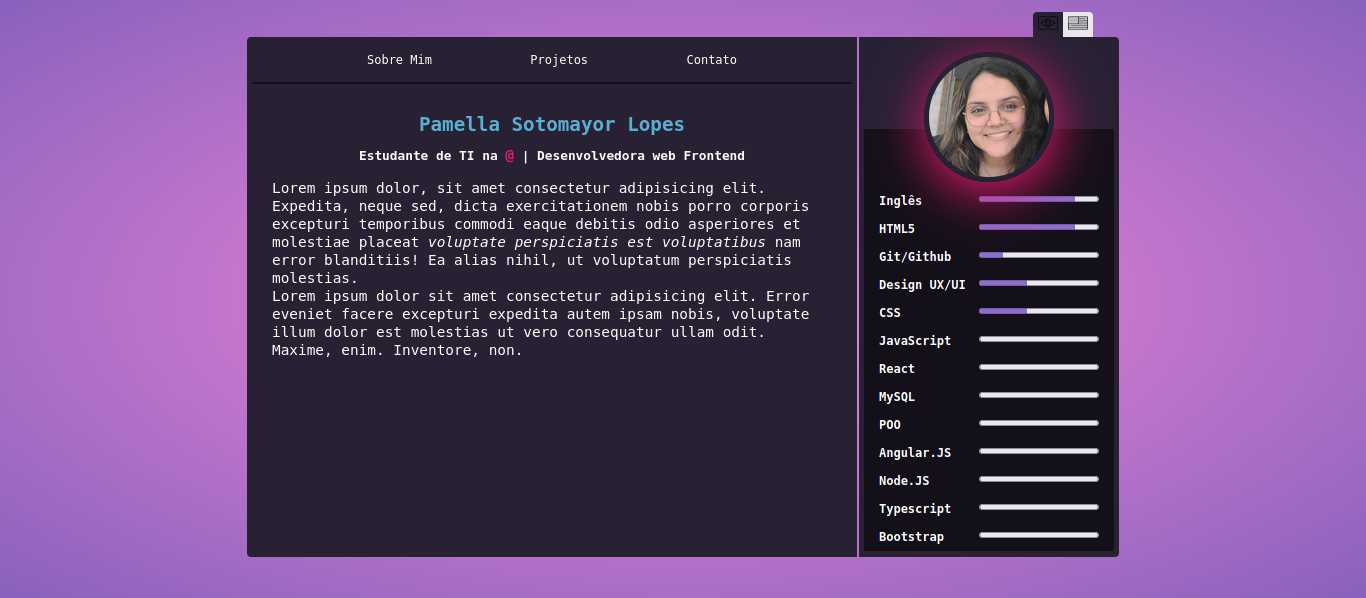 Sobre Mim Projetos Contato
Pamella Sotomayor Lopes
Estudante de TI na @ | Desenvolvedora web Frontend
Lorem ipsum dolor, sit amet consectetur adipisicing elit.
Expedita, neque sed, dicta exercitationem nobis porro corporis
excepturi temporibus commodi eaque debitis odio asperiores et
molestiae placeat voluptate perspiciatis est voluptatibus nam
error blanditiis! Ea alias nihil, ut voluptatum perspiciatis
molestias.
Lorem ipsum dolor sit amet consectetur adipisicing elit. Error
eveniet facere excepturi expedita autem ipsam nobis, voluptate
illum dolor est molestias ut vero consequatur ullam odit.
Maxime, enim. Inventore, non.
Inglês
HTML5
Git/Github
Design UX/UI
CSS
JavaScript
React
MySQL
POO
Angular.JS
Node.JS
Typescript
Bootstrap